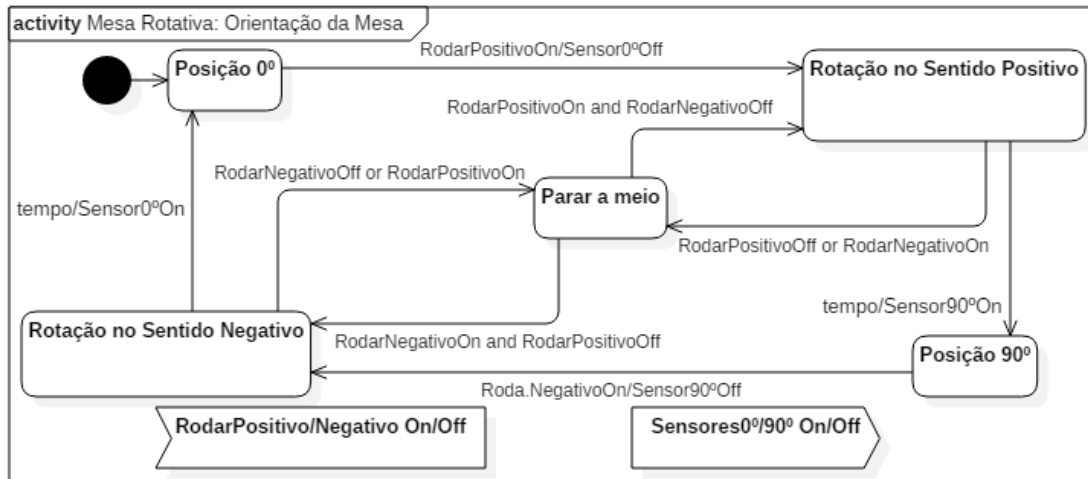 activity Mesa Rotativa: Orientação da Mesa
RodarPositivoOn/Sensor0ºOff
Posição 0º
Rotação no Sentido Positivo
RodarPositivoOn and RodarNegativoOff
RodarNegativoOff or RodarPositivoOn
Parar a meio
tempo/Sensor0ºOn
RodarPositivoOff or RodarNegativoOn
tempo/Sensor90ºOn
Rotação no Sentido Negativo
RodarNegativoOn and RodarPositivoOff
Posição 90º
Roda.NegativoOn/Sensor90ºOff
RodarPositivo/Negativo On/Off
Sensores0º/90º On/Off